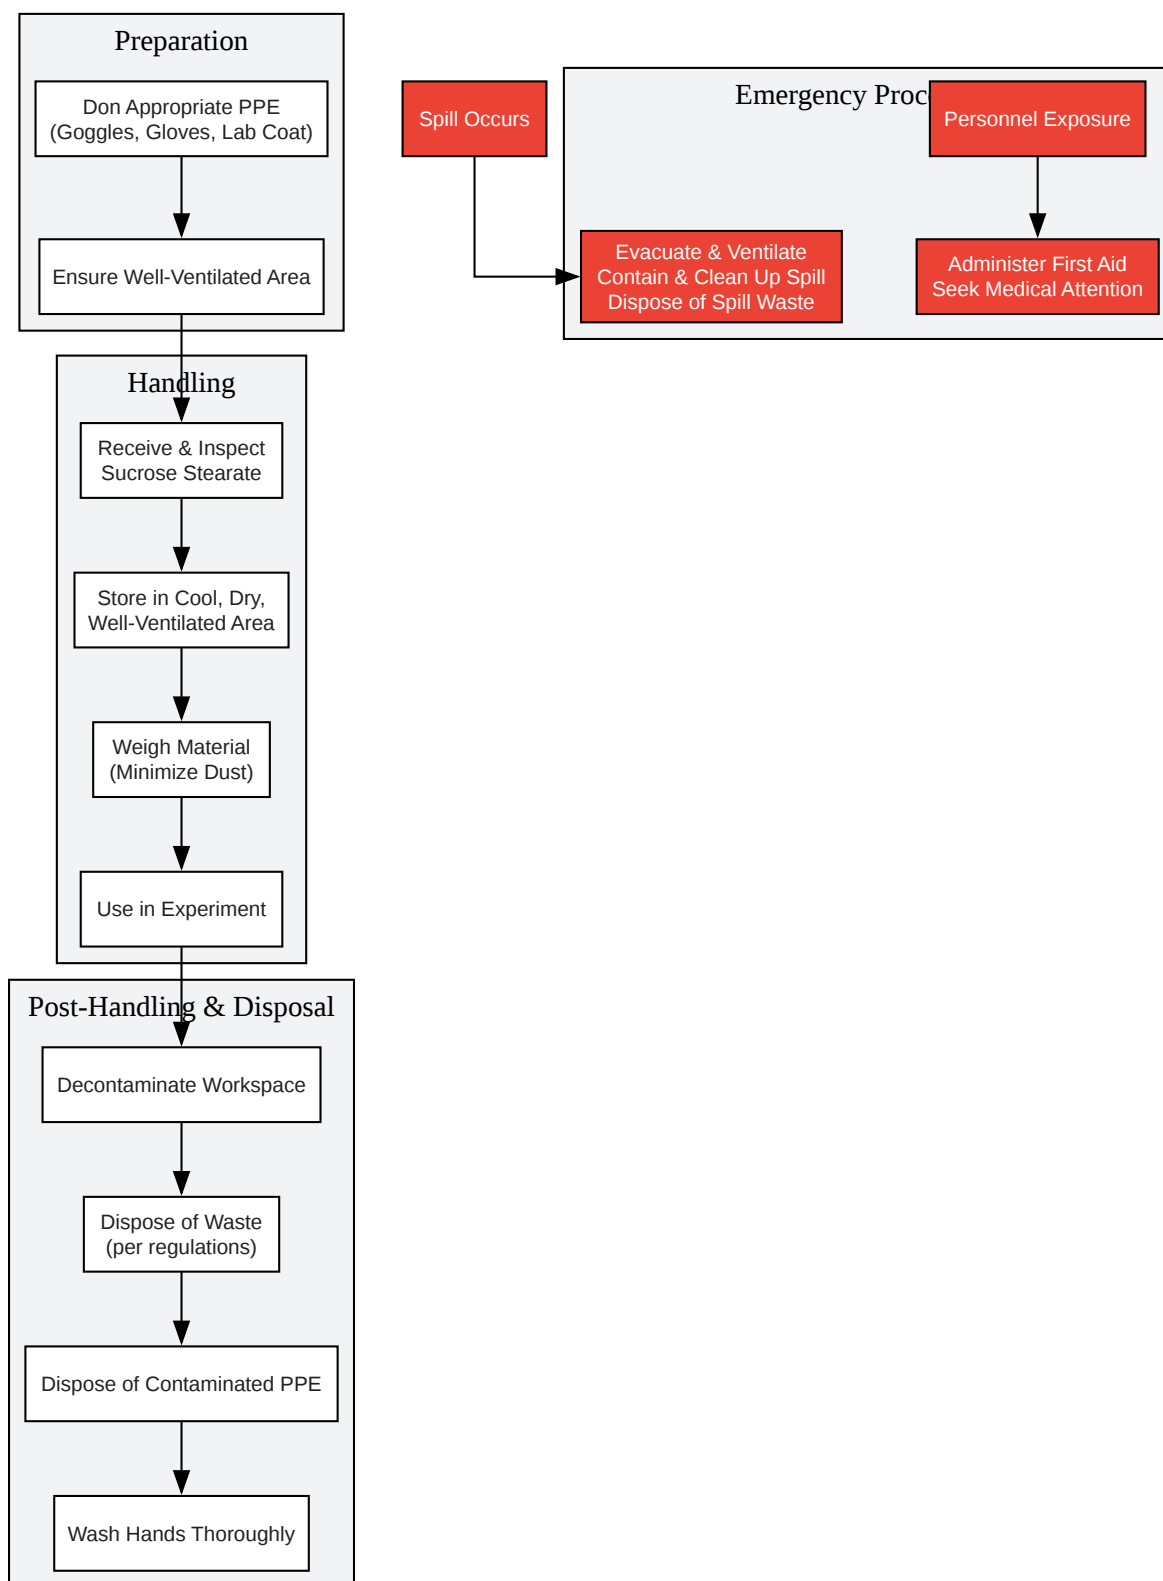 Preparation
Don Appropriate PPE
(Goggles, Gloves, Lab Coat)
Ensure Well-Ventilated Area
Handling
Receive & Inspect
Sucrose Stearate
Store in Cool, Dry,
Well-Ventilated Area
Weigh Material
(Minimize Dust)
Use in Experiment
Post-Handling & Disposal
Decontaminate Workspace
Dispose of Waste
(per regulations)
Dispose of Contaminated PPE
Wash Hands Thoroughly
Spill Occurs
Emergency
Personnel Exposure
Evacuate & Ventilate
Contain & Clean Up Spill
Dispose of Spill Waste
Administer First Aid
Seek Medical Attention